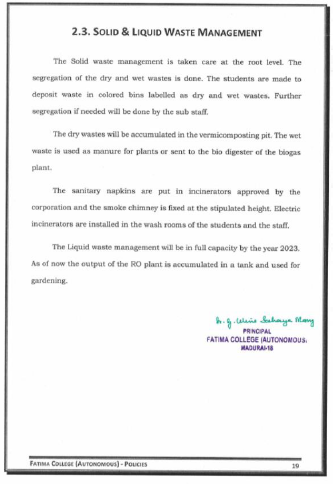 2.3. SOLID & LIQUID WASTE MANAGEMENT
The Solid waste management is taken care at the root level. The
segregation of the dry and wet wastes is done. The students are made to
deposit waste in colored bins labelled as dry and wet wastes. Further
segregation if needed will be done by the sub staff.
The dry wastes will be accumulated in the vermicomposting pit. The wet
waste is used as manure for plants or sent to the bio digester of the biogas
plant.
The sanitary napkins are put in incinerators approved by the
corporation and the smoke chimney is fixed at the stipulated height. Electric
incinerators are installed in the wash rooms of the students and the staff.
The Liquid waste management will be in full capacity by the year 2023.
As of now the output of the RO plant is accumulated in a tank and used for
gardening.
PRINCIPAL
FATIMA COLLEGE (AUTONOMOUS)
MADURAI-18
FATIMA COLLEGE (AUTONOMOUS) - POLICIES 19